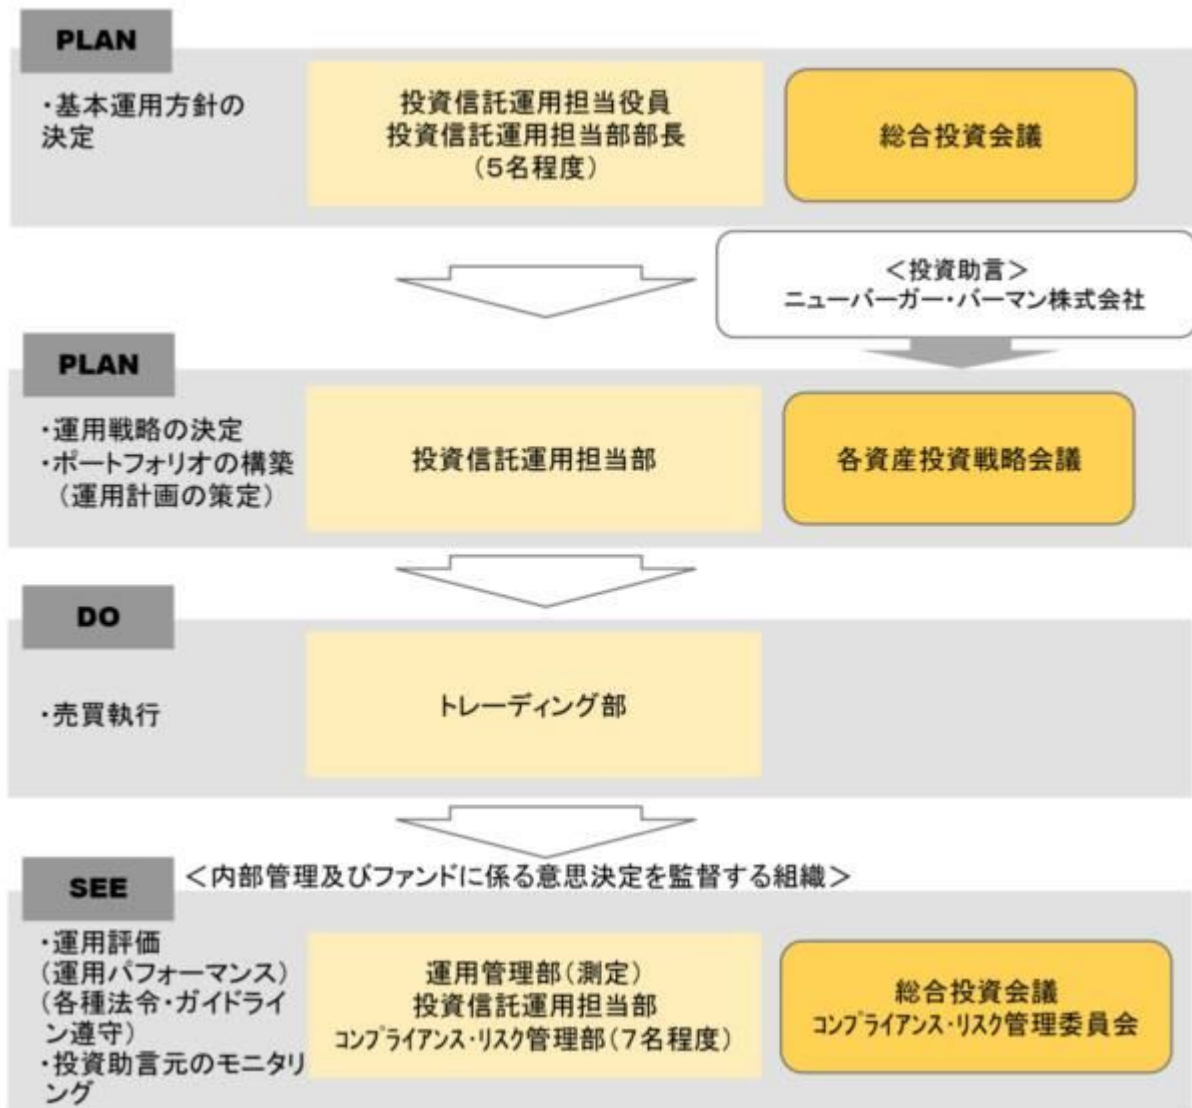 PLAN
・基本運用方針の
決定
投資信託運用担当役員
投資信託運用担当部部長
(5名程度)
総合投資会議
＜投資助言＞
ニューバーガー・バーマン株式会社
PLAN
・運用戦略の決定
・ポートフォリオの構築
(運用計画の策定)
投資信託運用担当部
各資産投資戦略会議
DO
・売買執行
トレーディング部
SEE
＜内部管理及びファンドに係る意思決定を監督する組織＞
・運用評価
(運用パフォーマンス)
(各種法令・ガイドライ
ン遵守)
・投資助言元のモニタリ
ング
運用管理部(測定)
投資信託運用担当部
ｺﾝﾌﾟﾗｲｱﾝｽ・ﾘｽｸ管理部(7名程度)
総合投資会議
ｺﾝﾌﾟﾗｲｱﾝｽ・ﾘｽｸ管理委員会